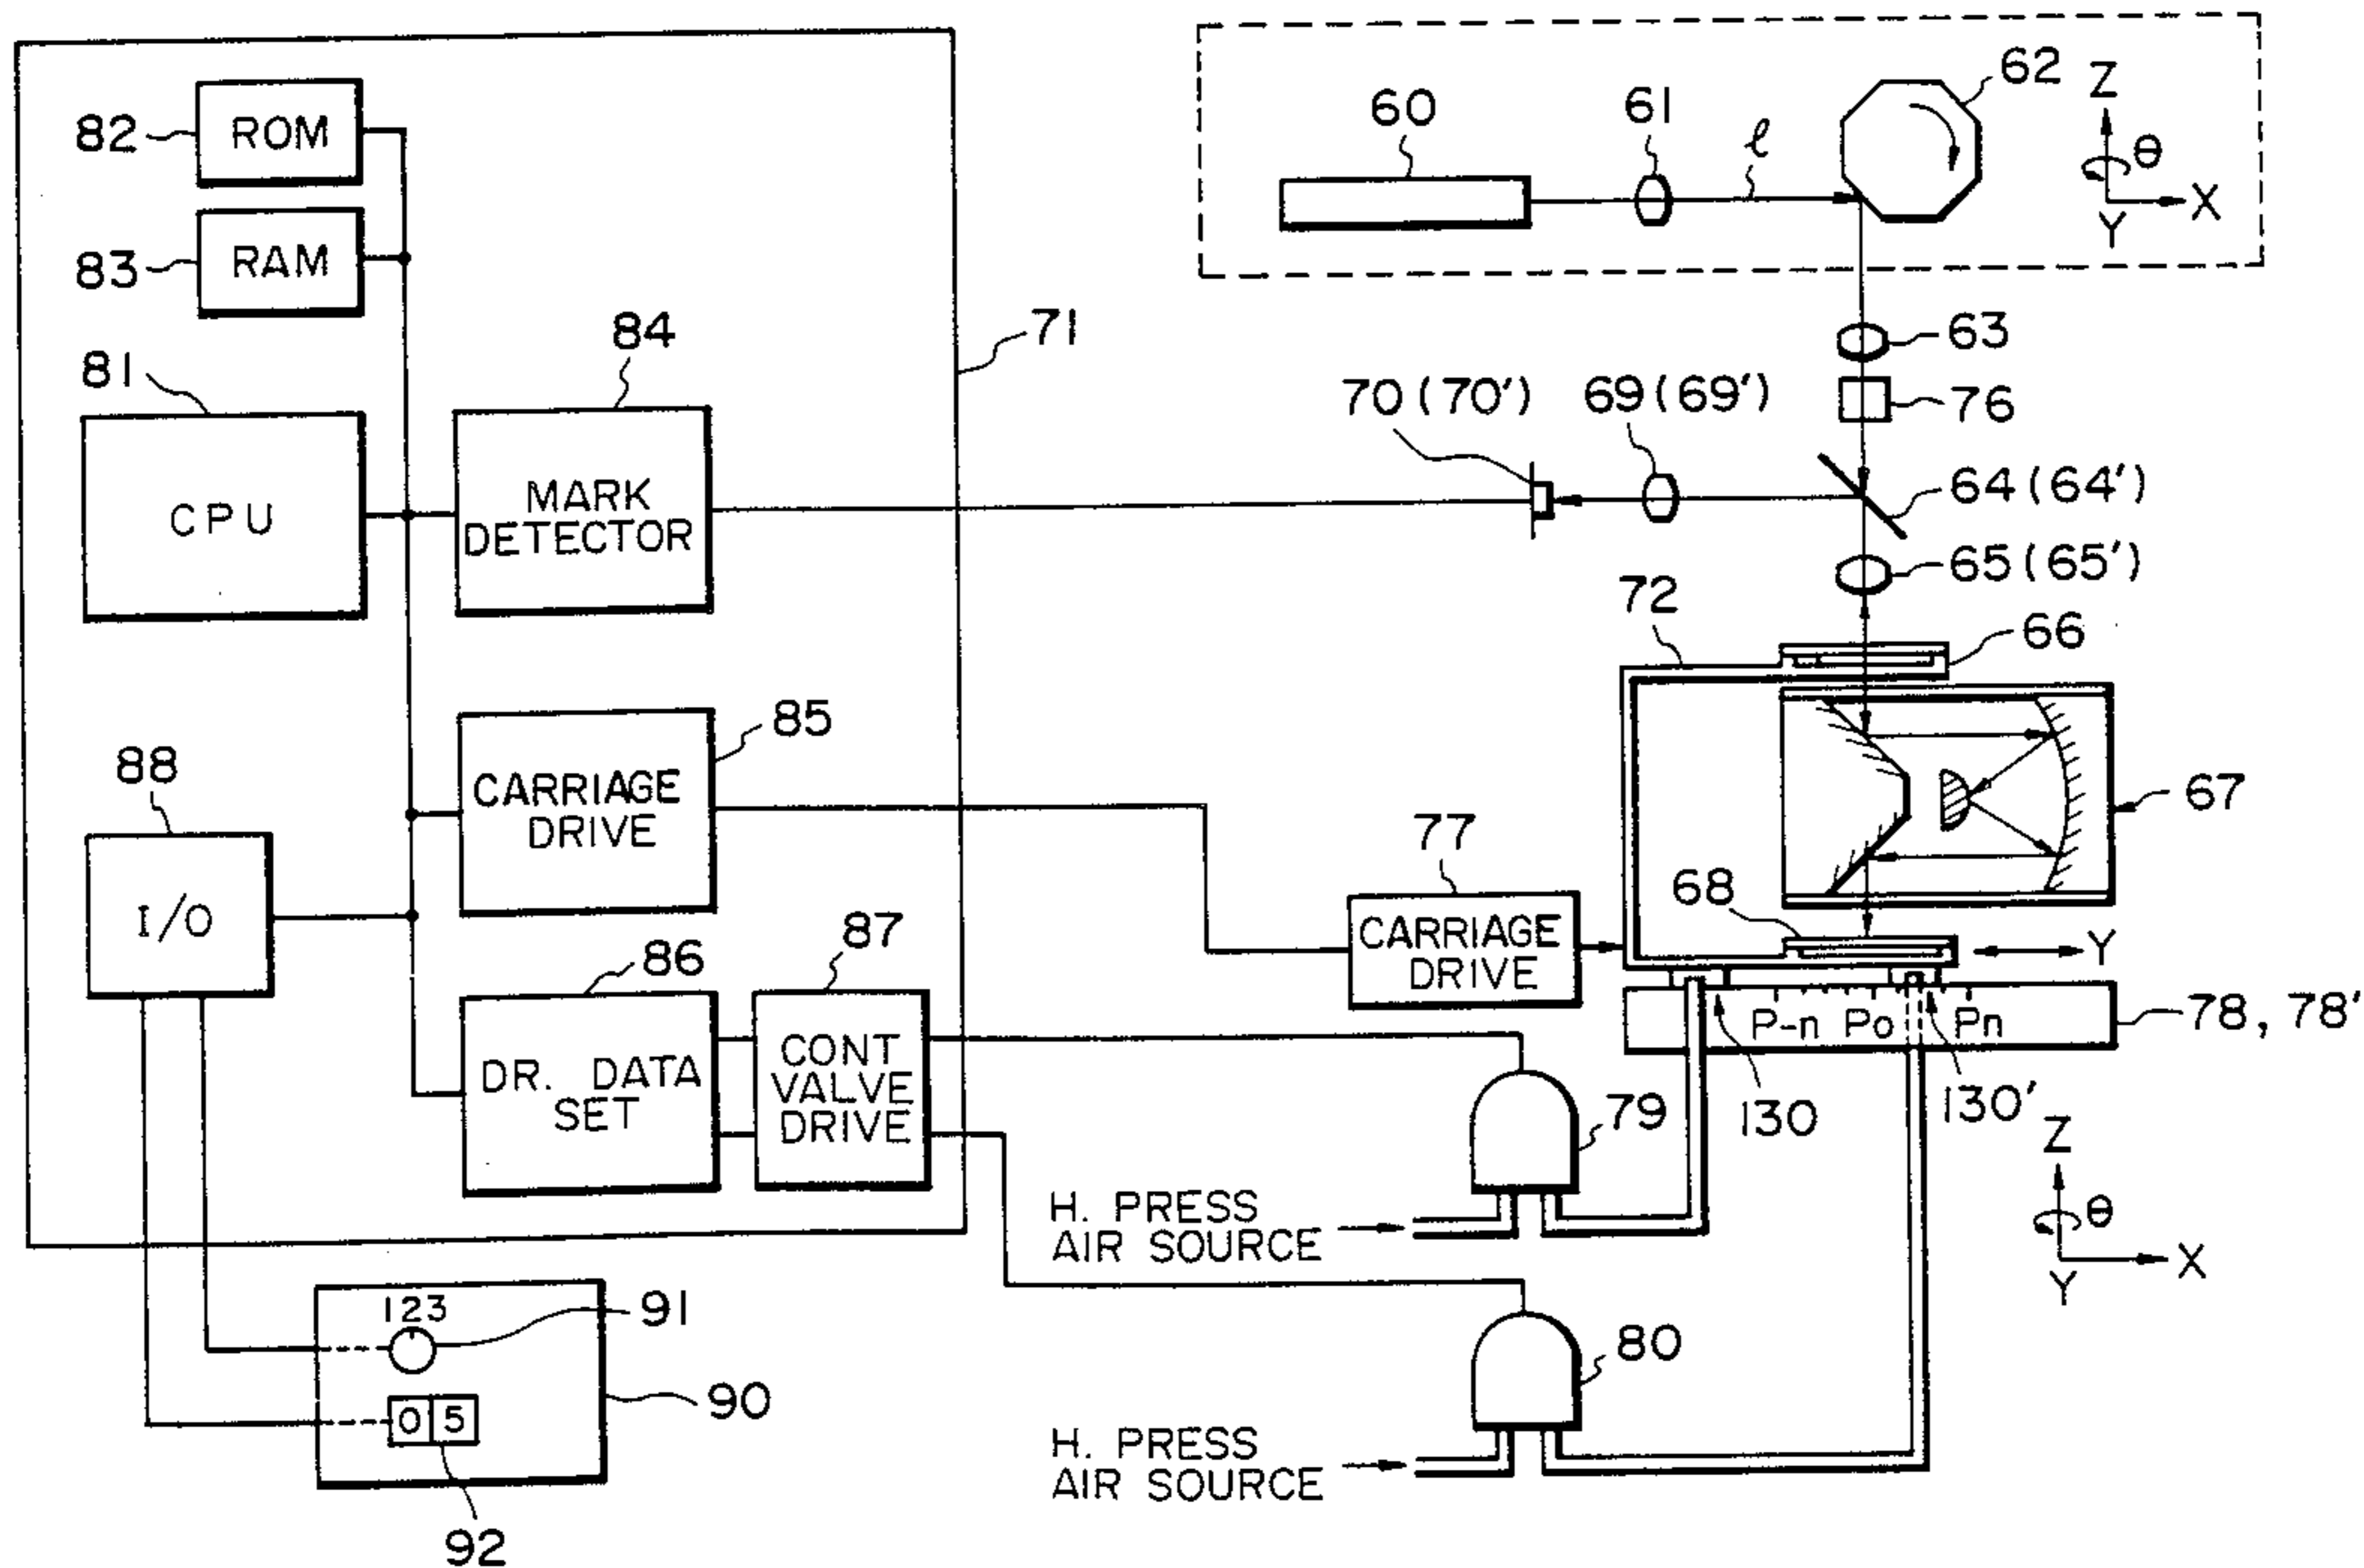 82
ROM
83
RAM
81
CPU
84
MARK
DETECTOR
71
85
CARRIAGE
DRIVE
88
I/O
86
DR. DATA
SET
87
CONT
VALVE
DRIVE
123
91
0 5
90
92
60
61
ℓ
62
Z
θ
X
Y
63
76
70 (70')
69 (69')
64 (64')
65 (65')
72
66
67
77
CARRIAGE
DRIVE
68
Y
P-n Po Pn
78, 78'
130
130'
79
H. PRESS
AIR SOURCE
80
H. PRESS
AIR SOURCE
Z
θ
X
Y